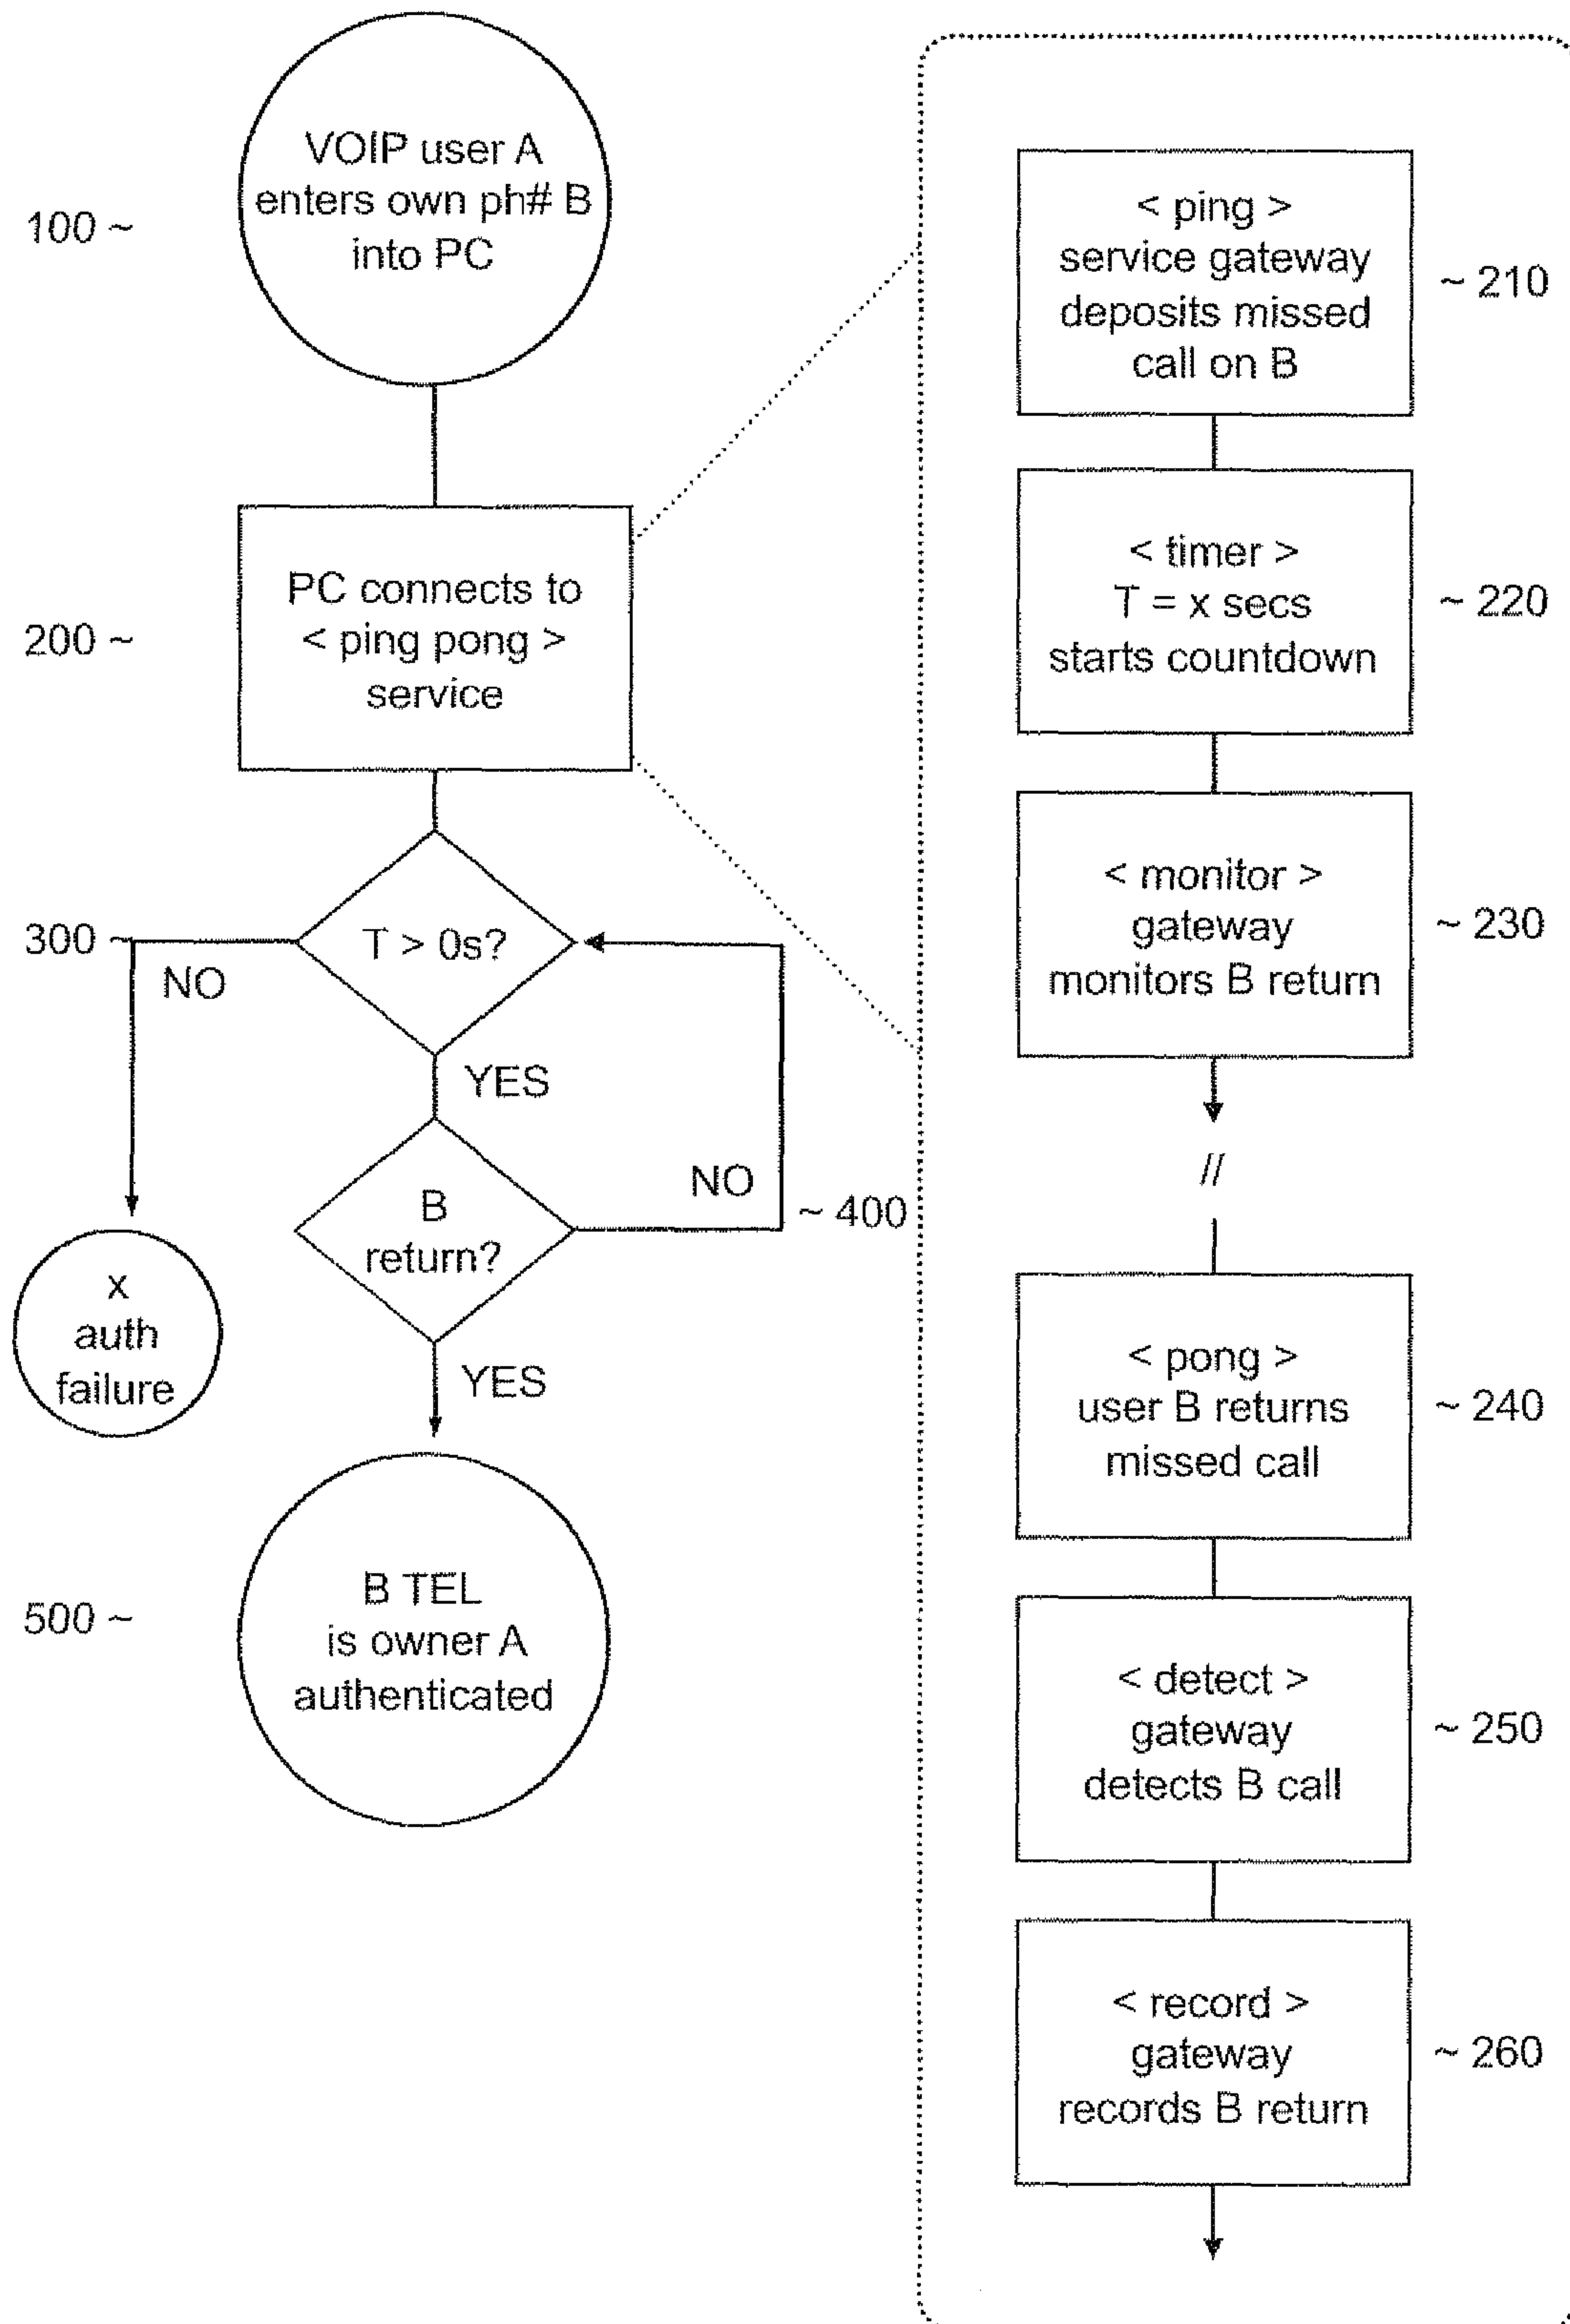 100 ~
VOIP user A
enters own ph# B
into PC
200 ~
PC connects to
< ping pong >
service
300 ~
T > 0s?
NO
YES
B
return?
NO
~ 400
YES
x
auth
failure
500 ~
B TEL
is owner A
authenticated
< ping >
service gateway
deposits missed
call on B
~ 210
< timer >
T = x secs
starts countdown
~ 220
< monitor >
gateway
monitors B return
~ 230
//
< pong >
user B returns
missed call
~ 240
< detect >
gateway
detects B call
~ 250
< record >
gateway
records B return
~ 260